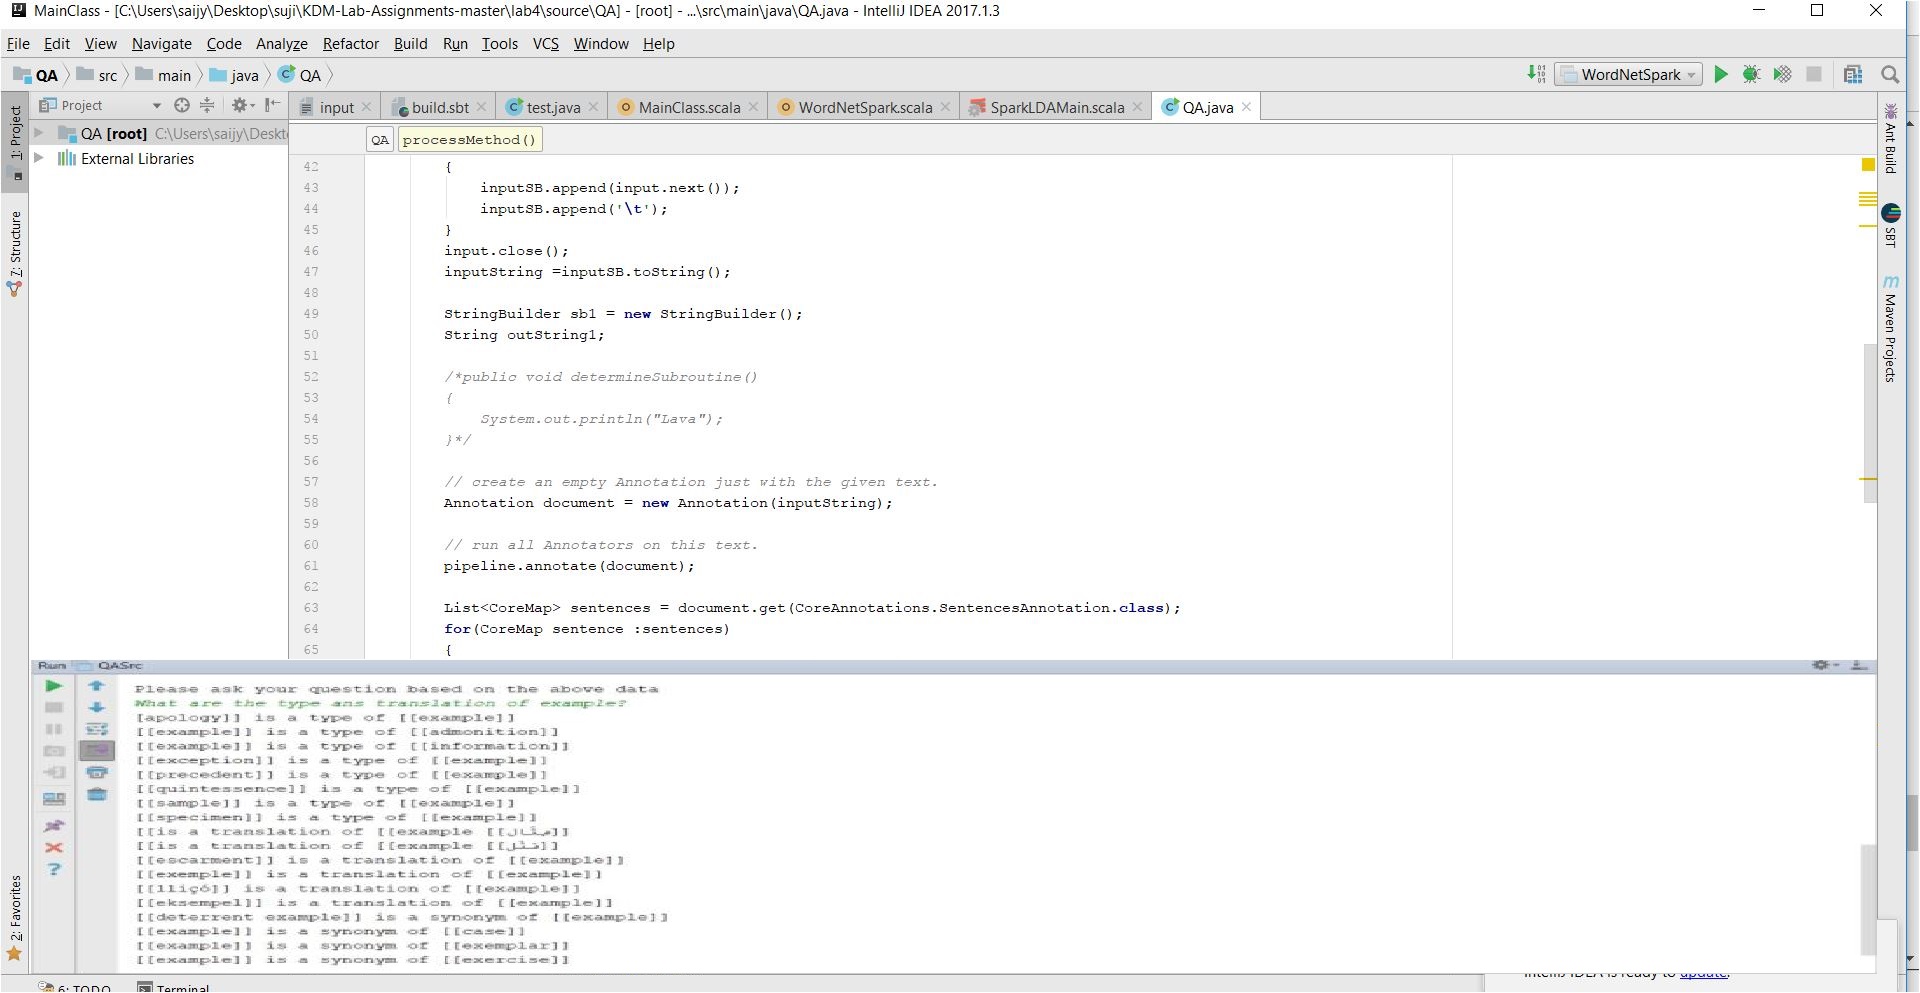 MainClass - [C:\Users\saijy\Desktop\suji\KDM-Lab-Assignments-master\lab4\source\QA] - [root] - ...\src\main\java\QA.java - IntelliJ IDEA 2017.1.3
File Edit View Navigate Code Analyze Refactor Build Run Tools VCS Window Help
QA src main java QA WordNetSpark
Project input build.sbt test.java MainClass.scala WordNetSpark.scala SparkLDAMain.scala QA.java
QA [root] C:\Users\saijy\Deskt
External Libraries
1: Project
7: Structure
2: Favorites
QA processMethod()
42 {
43 inputSB.append(input.next());
44 inputSB.append('\t');
45 }
46 input.close();
47 inputString =inputSB.toString();
48
49 StringBuilder sb1 = new StringBuilder();
50 String outString1;
51
52 /*public void determineSubroutine()
53 {
54 System.out.println("Lava");
55 }*/
56
57 // create an empty Annotation just with the given text.
58 Annotation document = new Annotation(inputString);
59
60 // run all Annotators on this text.
61 pipeline.annotate(document);
62
63 List<CoreMap> sentences = document.get(CoreAnnotations.SentencesAnnotation.class);
64 for(CoreMap sentence :sentences)
65 {
Ant Build
SBT
Maven Projects
Run QASrc
Please ask your question based on the above data
What are the type ans translation of example?
[apology]] is a type of [[example]]
[[example]] is a type of [[admonition]]
[[example]] is a type of [[information]]
[[exception]] is a type of [[example]]
[[precedent]] is a type of [[example]]
[[quintessence]] is a type of [[example]]
[[sample]] is a type of [[example]]
[[specimen]] is a type of [[example]]
[[is a translation of [[example [[مثال]]
[[is a translation of [[example [[
[[escarment]] is a translation of [[example]]
[[exemple]] is a translation of [[example]]
[[lliçó]] is a translation of [[example]]
[[eksempel]] is a translation of [[example]]
[[deterrent example]] is a synonym of [[example]]
[[example]] is a synonym of [[case]]
[[example]] is a synonym of [[exemplar]]
[[example]] is a synonym of [[exercise]]
IntelliJ IDEA is ready to update.
6: TODO Terminal